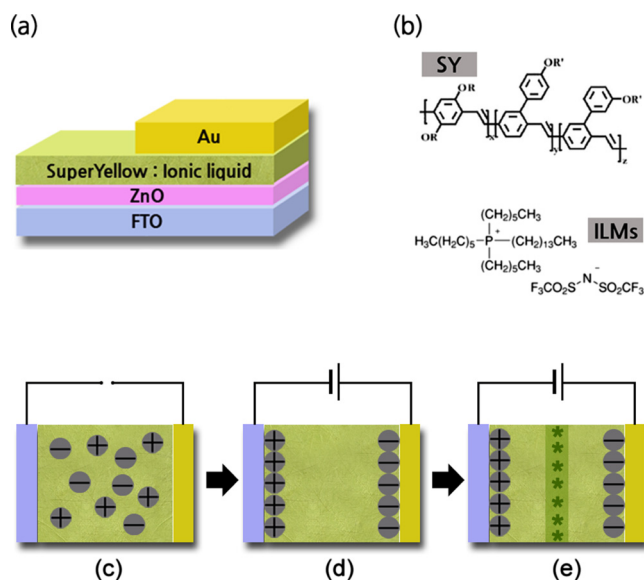 (a)
Au
SuperYellow : Ionic liquid
ZnO
FTO
(b)
SY
OR'
OR
OR'
OR
x
y
z
(CH₂)₅CH₃
ILMs
H₃C(H₂C)₅—P⁺—(CH₂)₁₃CH₃
(CH₂)₅CH₃
F₃CO₂S N⁻ SO₂CF₃
(c)
(d)
(e)